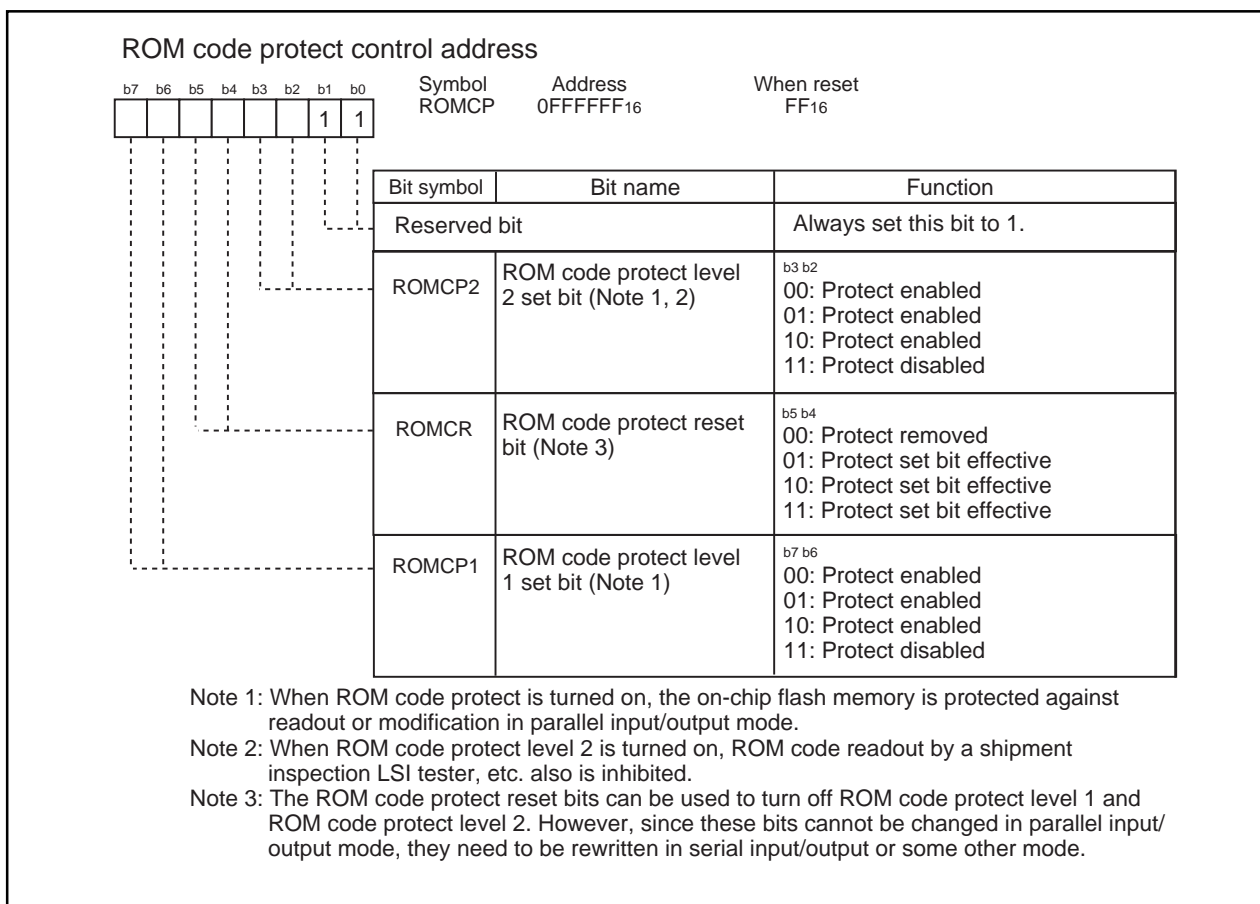 ROM code protect control address
b7 b6 b5 b4 b3 b2 b1 b0
Symbol Address When reset
ROMCP 0FFFFFF16 FF16
1 1
Bit symbol Bit name Function
Reserved bit Always set this bit to 1.
ROMCP2
ROM code protect level
2 set bit (Note 1, 2)
b3 b2
00: Protect enabled
01: Protect enabled
10: Protect enabled
11: Protect disabled
ROMCR
ROM code protect reset
bit (Note 3)
b5 b4
00: Protect removed
01: Protect set bit effective
10: Protect set bit effective
11: Protect set bit effective
ROMCP1
ROM code protect level
1 set bit (Note 1)
b7 b6
00: Protect enabled
01: Protect enabled
10: Protect enabled
11: Protect disabled
Note 1: When ROM code protect is turned on, the on-chip flash memory is protected against
readout or modification in parallel input/output mode.
Note 2: When ROM code protect level 2 is turned on, ROM code readout by a shipment
inspection LSI tester, etc. also is inhibited.
Note 3: The ROM code protect reset bits can be used to turn off ROM code protect level 1 and
ROM code protect level 2. However, since these bits cannot be changed in parallel input/
output mode, they need to be rewritten in serial input/output or some other mode.